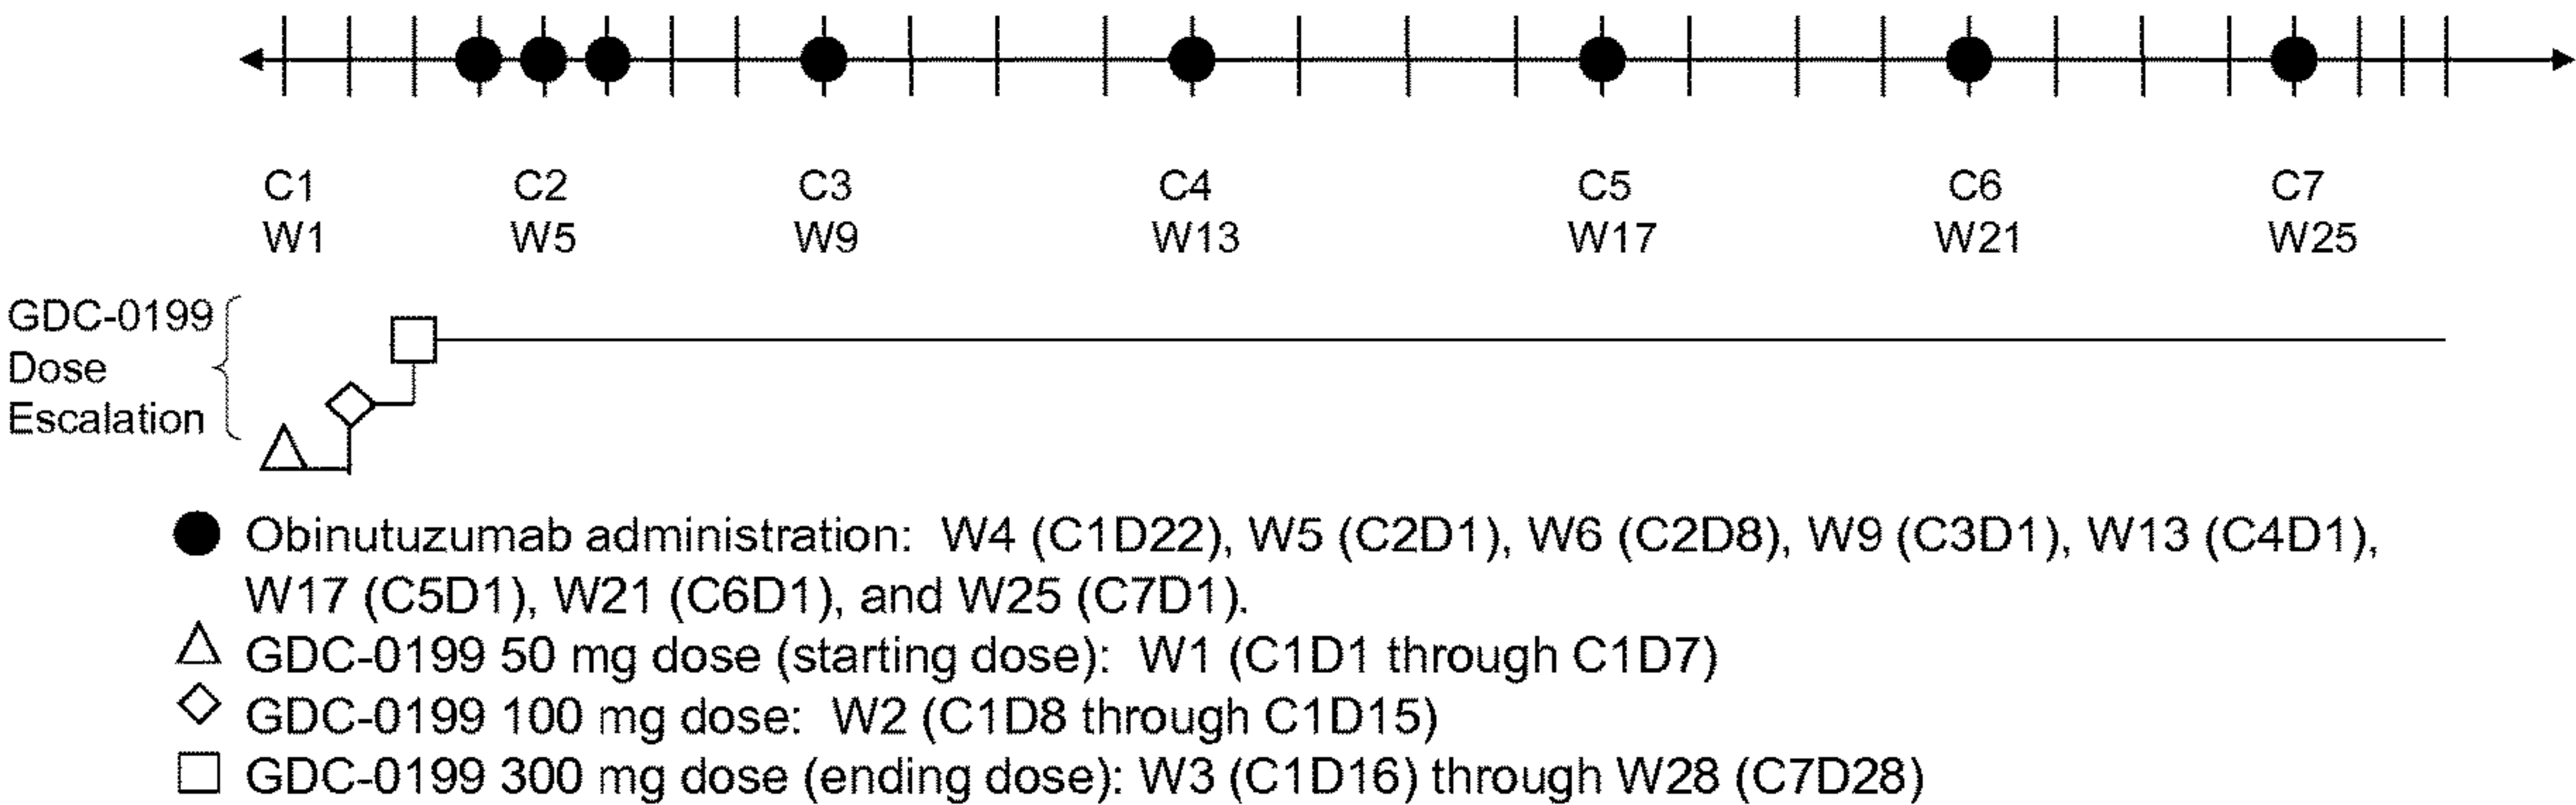 C1 C2 C3 C4 C5 C6 C7
W1 W5 W9 W13 W17 W21 W25
GDC-0199
Dose
Escalation
Obinutuzumab administration: W4 (C1D22), W5 (C2D1), W6 (C2D8), W9 (C3D1), W13 (C4D1),
W17 (C5D1), W21 (C6D1), and W25 (C7D1).
GDC-0199 50 mg dose (starting dose): W1 (C1D1 through C1D7)
GDC-0199 100 mg dose: W2 (C1D8 through C1D15)
GDC-0199 300 mg dose (ending dose): W3 (C1D16) through W28 (C7D28)